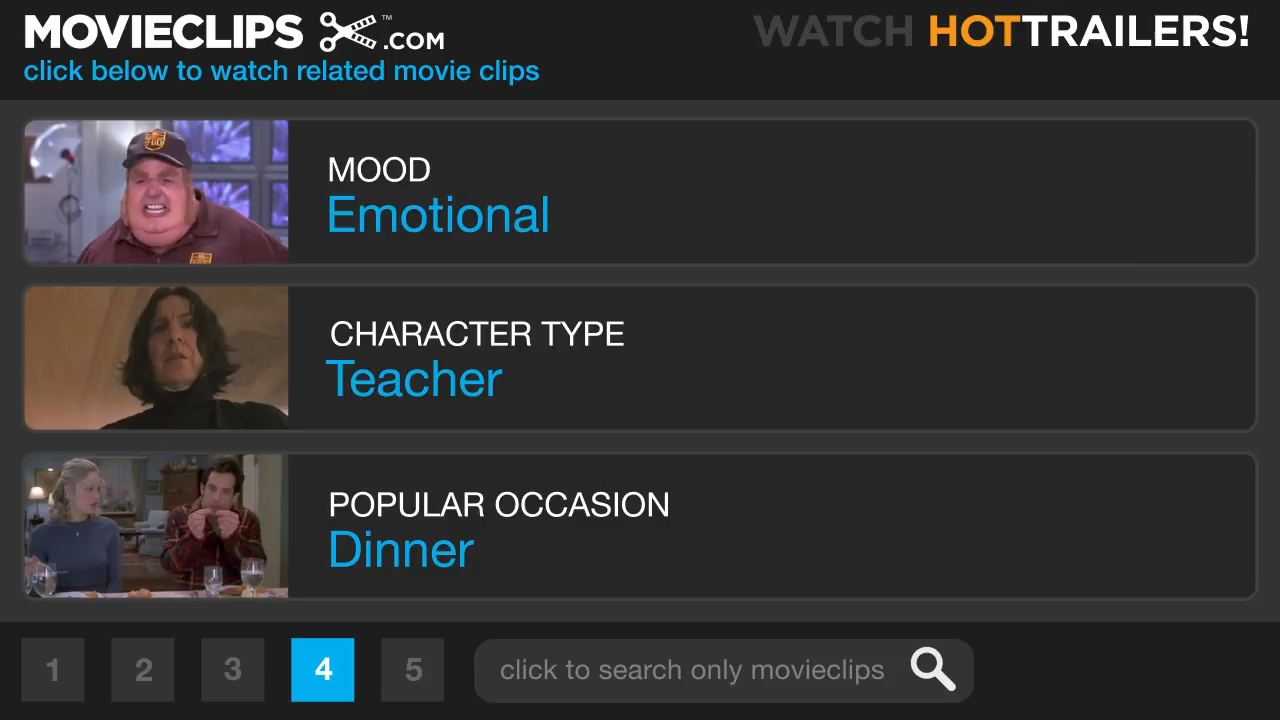 MOVIECLIPS ™ .COM
WATCH HOTTRAILERS!
click below to watch related movie clips
MOOD
Emotional
CHARACTER TYPE
Teacher
POPULAR OCCASION
Dinner
1 2 3 4 5
click to search only movieclips